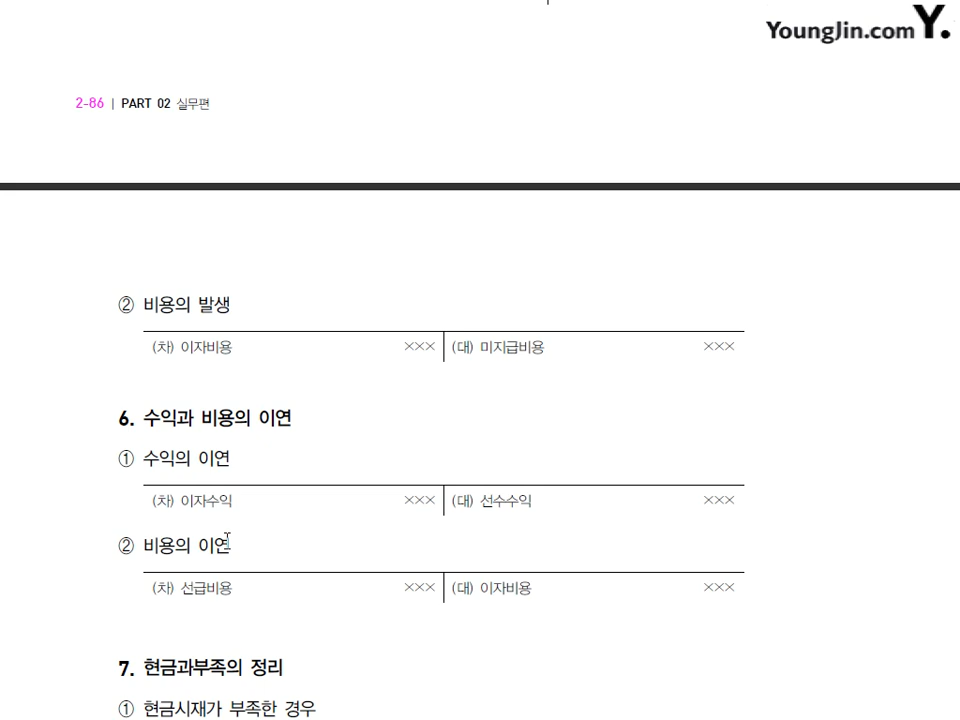 YoungJin.com Y.
2-86 | PART 02 실무편
② 비용의 발생
(차) 이자비용 ××× (대) 미지급비용 ×××
6. 수익과 비용의 이연
① 수익의 이연
(차) 이자수익 ××× (대) 선수수익 ×××
② 비용의 이연
(차) 선급비용 ××× (대) 이자비용 ×××
7. 현금과부족의 정리
① 현금시재가 부족한 경우